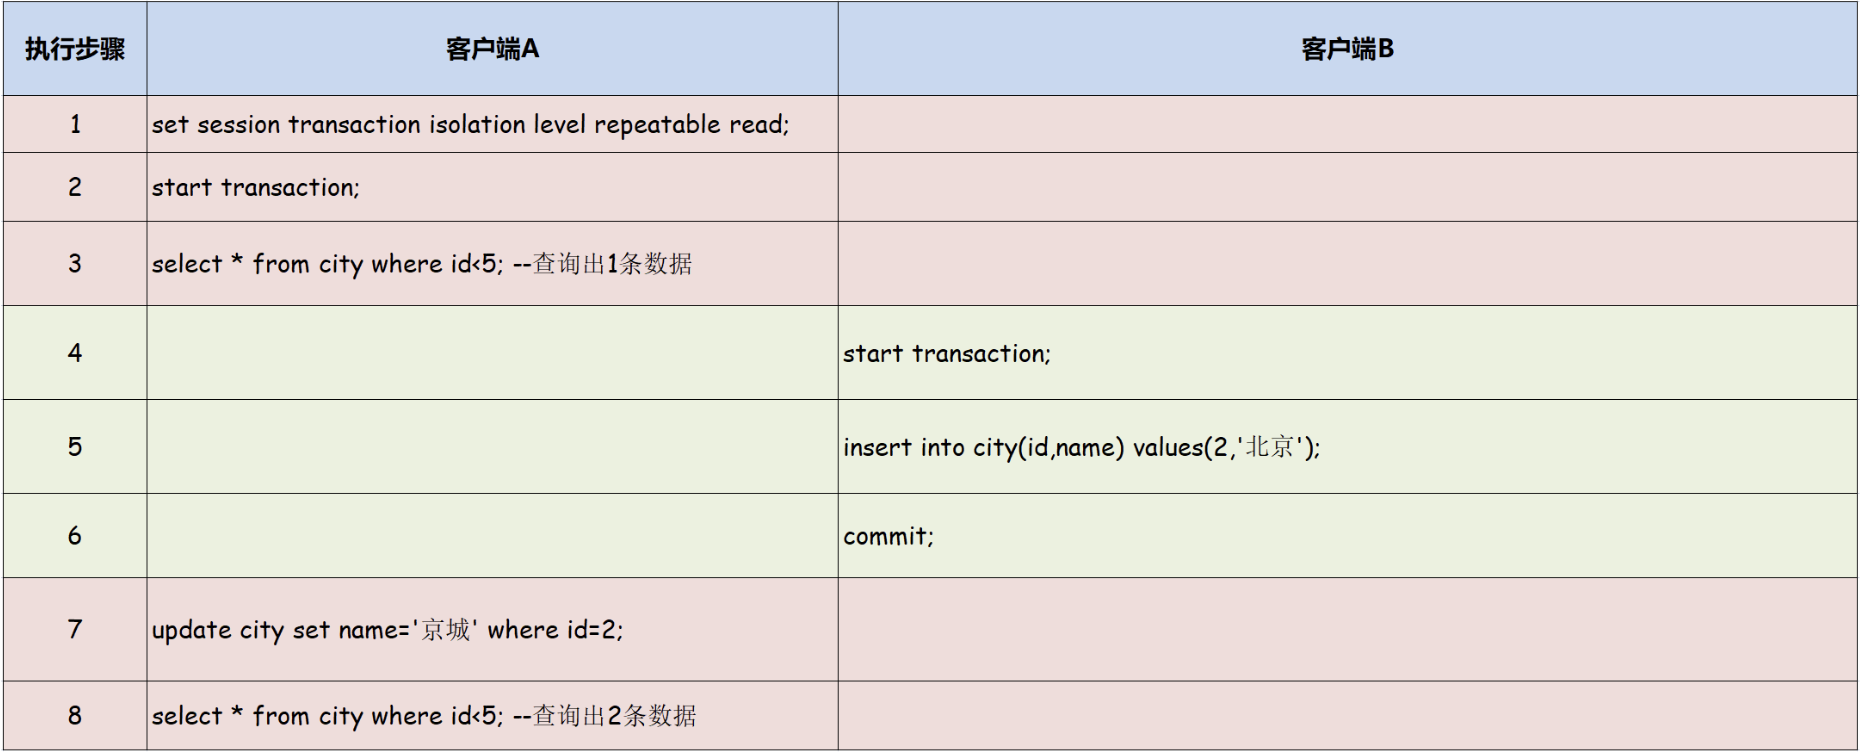 执行步骤 客户端A 客户端B
1 set session transaction isolation level repeatable read;
2 start transaction;
3 select * from city where id<5; --查询出1条数据
4 start transaction;
5 insert into city(id,name) values(2,'北京');
6 commit;
7 update city set name='京城' where id=2;
8 select * from city where id<5; --查询出2条数据